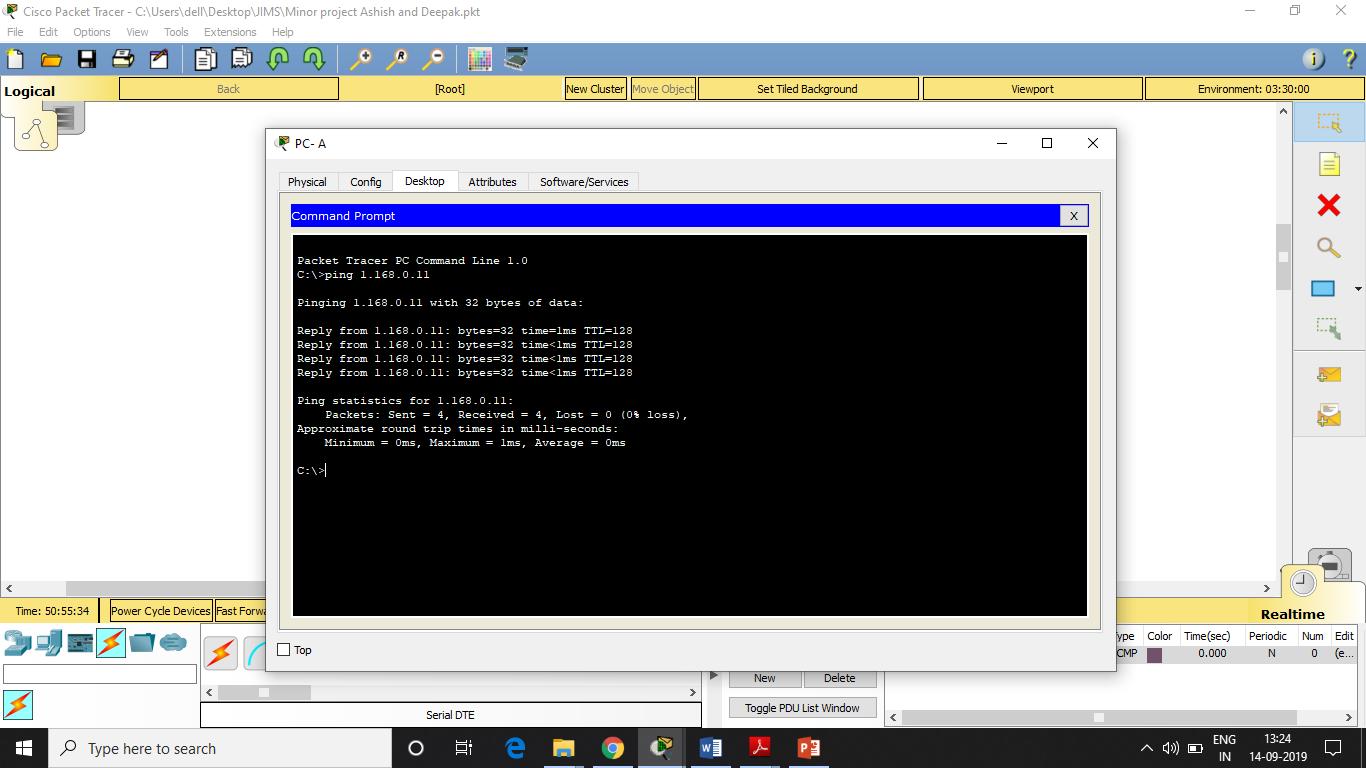 Cisco Packet Tracer - C:\Users\dell\Desktop\JIMS\Minor project Ashish and Deepak.pkt
File Edit Options View Tools Extensions Help
Logical Back [Root] New Cluster Move Object Set Tiled Background Viewport Environment: 03:30:00
PC- A
Physical Config Desktop Attributes Software/Services
Command Prompt X
Packet Tracer PC Command Line 1.0
C:\>ping 1.168.0.11
Pinging 1.168.0.11 with 32 bytes of data:
Reply from 1.168.0.11: bytes=32 time=1ms TTL=128
Reply from 1.168.0.11: bytes=32 time<1ms TTL=128
Reply from 1.168.0.11: bytes=32 time<1ms TTL=128
Reply from 1.168.0.11: bytes=32 time<1ms TTL=128
Ping statistics for 1.168.0.11:
Packets: Sent = 4, Received = 4, Lost = 0 (0% loss),
Approximate round trip times in milli-seconds:
Minimum = 0ms, Maximum = 1ms, Average = 0ms
C:\>
Top
Time: 50:55:34 Power Cycle Devices Fast Forwa
Realtime
ype Color Time(sec) Periodic Num Edit
CMP 0.000 N 0 (e...
New Delete
Toggle PDU List Window
Serial DTE
Type here to search
ENG
IN
13:24
14-09-2019